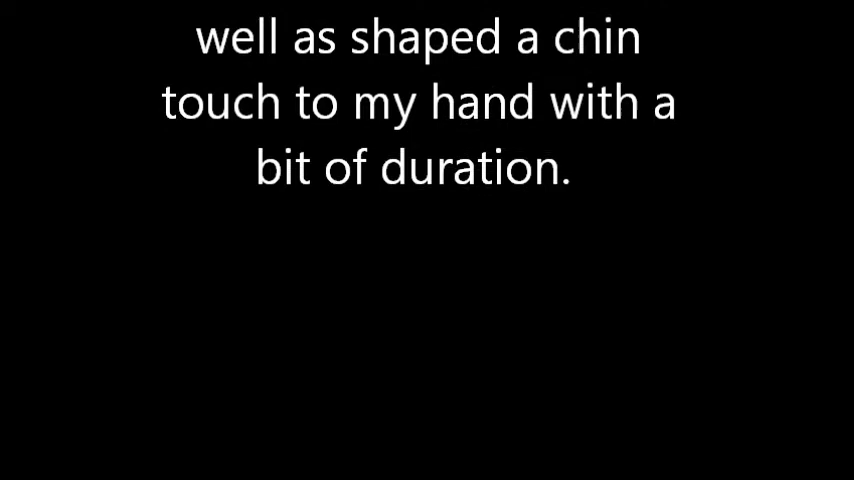 well as shaped a chin
touch to my hand with a
bit of duration.